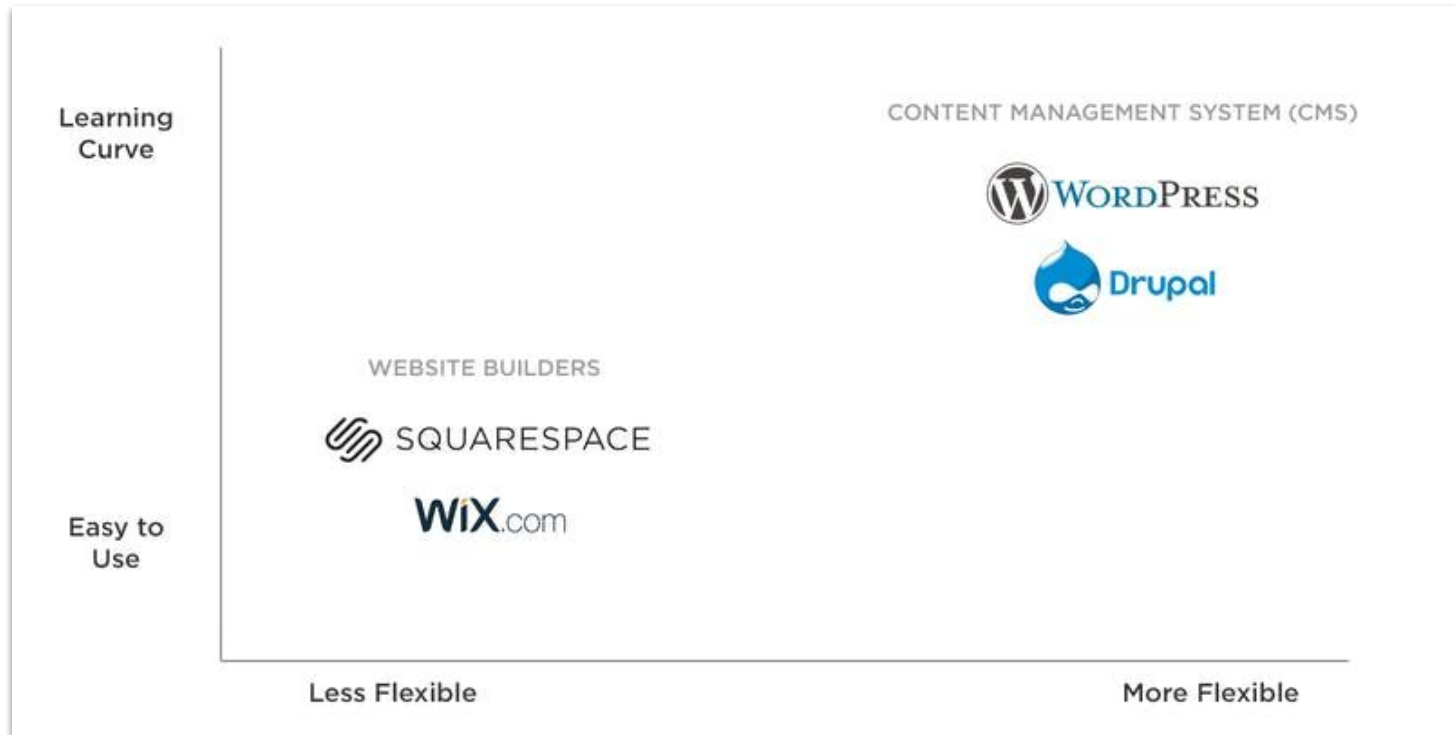 Learning
Curve
CONTENT MANAGEMENT SYSTEM (CMS)
WORDPRESS
Drupal
WEBSITE BUILDERS
SQUARESPACE
WiX.com
Easy to
Use
Less Flexible
More Flexible